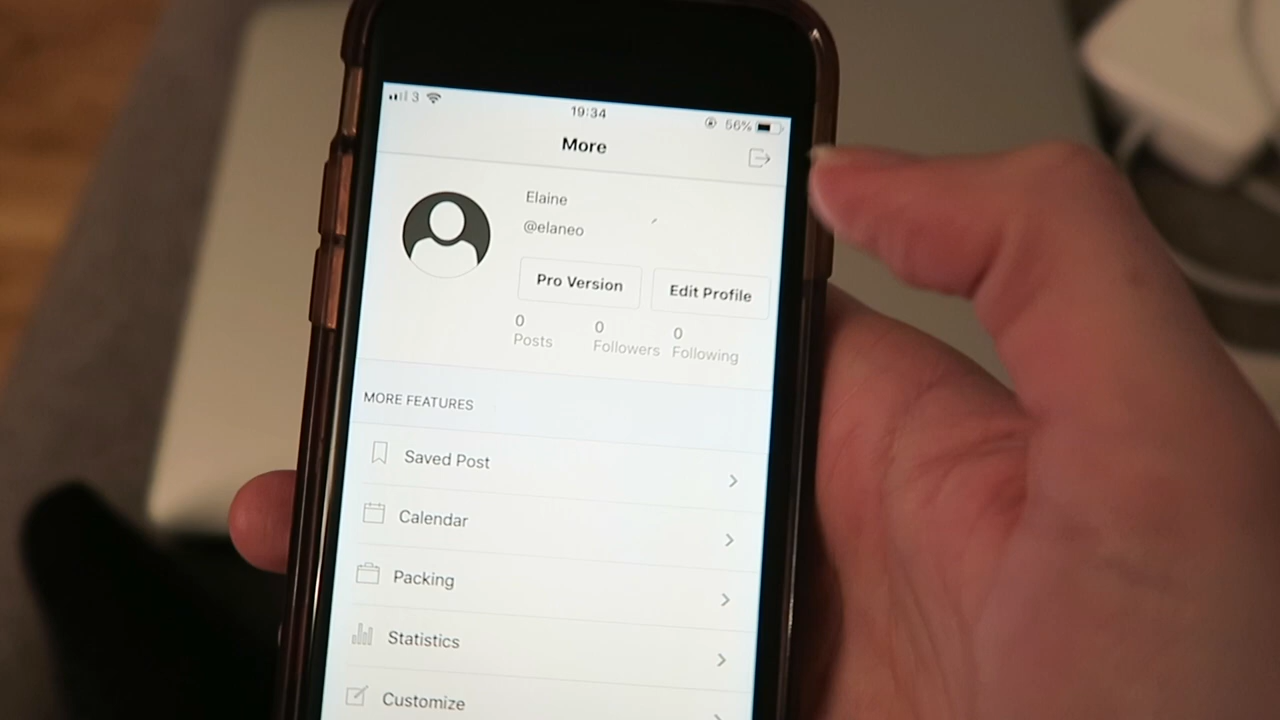 3 19:34 56%
More
Elaine
@elaneo
Pro Version Edit Profile
0 0 0
Posts Followers Following
MORE FEATURES
Saved Post
Calendar
Packing
Statistics
Customize